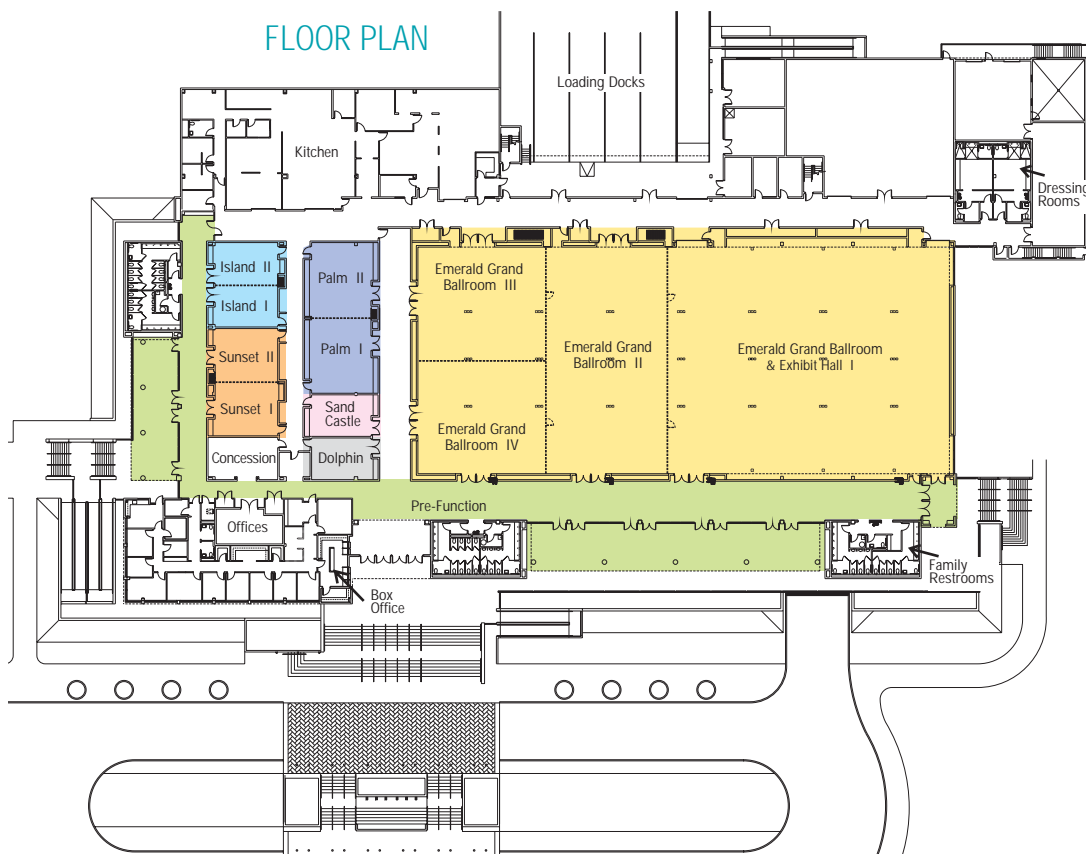 FLOOR PLAN
Loading Docks
Kitchen
Dressing
Rooms
Island II
Island I
Palm II
Emerald Grand
Ballroom III
Sunset II
Palm I
Emerald Grand
Ballroom II
Emerald Grand Ballroom
& Exhibit Hall I
Sunset I
Sand
Castle
Emerald Grand
Ballroom IV
Concession
Dolphin
Pre-Function
Offices
Family
Restrooms
Box
Office